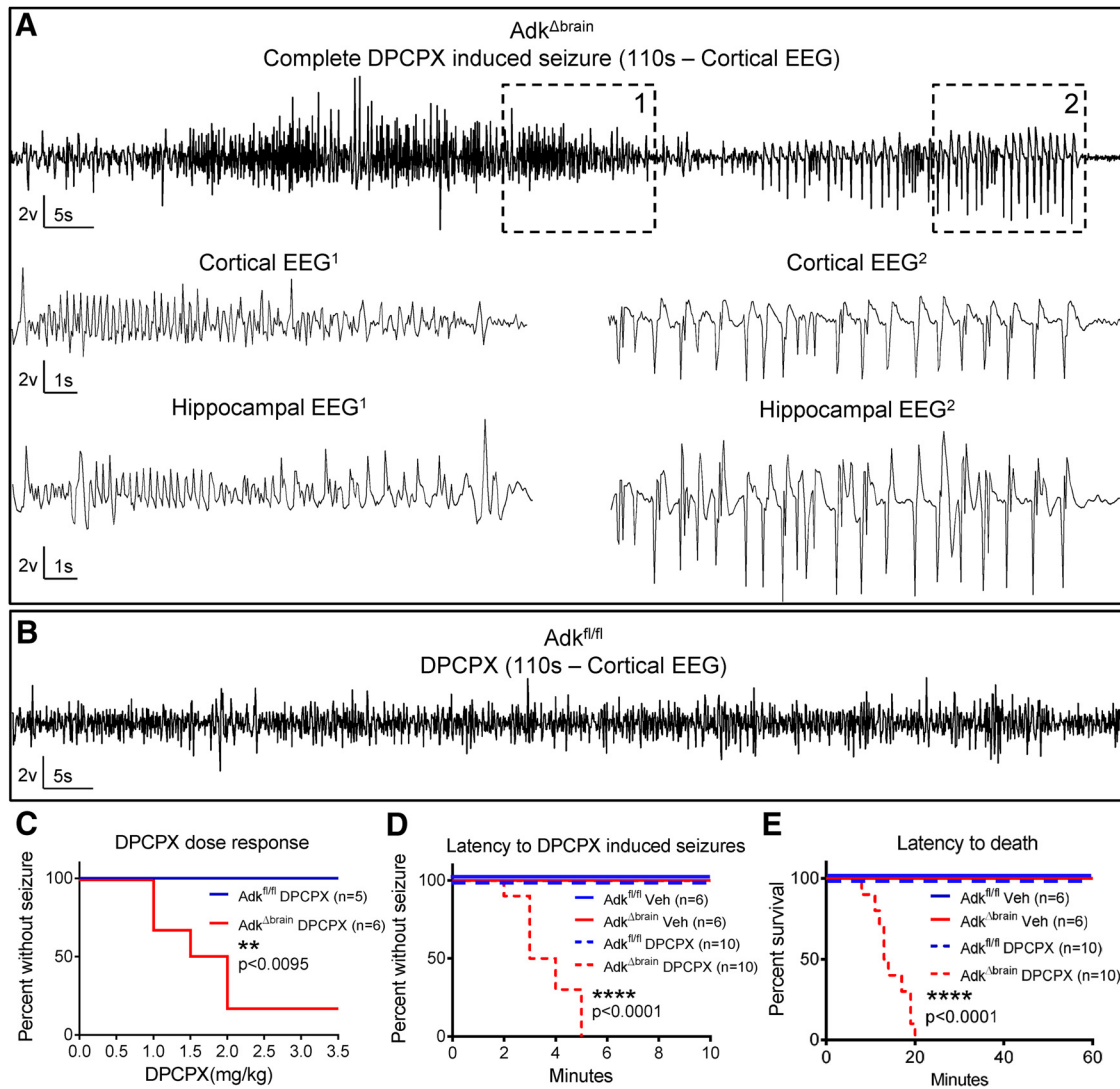 A
Adk^Δbrain
Complete DPCPX induced seizure (110s – Cortical EEG)
1
2
2v
5s
Cortical EEG¹
Cortical EEG²
2v
1s
Hippocampal EEG¹
Hippocampal EEG²
2v
1s
B
Adk^fl/fl
DPCPX (110s – Cortical EEG)
2v
5s
C
DPCPX dose response
Percent without seizure
100
50
0
Adk^fl/fl DPCPX (n=5)
Adk^Δbrain DPCPX (n=6)
**
p<0.0095
0.0 0.5 1.0 1.5 2.0 2.5 3.0 3.5
DPCPX(mg/kg)
D
Latency to DPCPX induced seizures
Percent without seizure
100
50
0
Adk^fl/fl Veh (n=6)
Adk^Δbrain Veh (n=6)
Adk^fl/fl DPCPX (n=10)
Adk^Δbrain DPCPX (n=10)
****
p<0.0001
0 2 4 6 8 10
Minutes
E
Latency to death
Percent survival
100
50
0
Adk^fl/fl Veh (n=6)
Adk^Δbrain Veh (n=6)
Adk^fl/fl DPCPX (n=10)
Adk^Δbrain DPCPX (n=10)
****
p<0.0001
0 20 40 60
Minutes